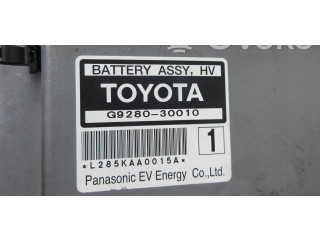 BATTERY ASSY, HV
TOYOTA
G9280-30010
1
*L285KAA0015A*
Panasonic EV Energy Co.,Ltd.